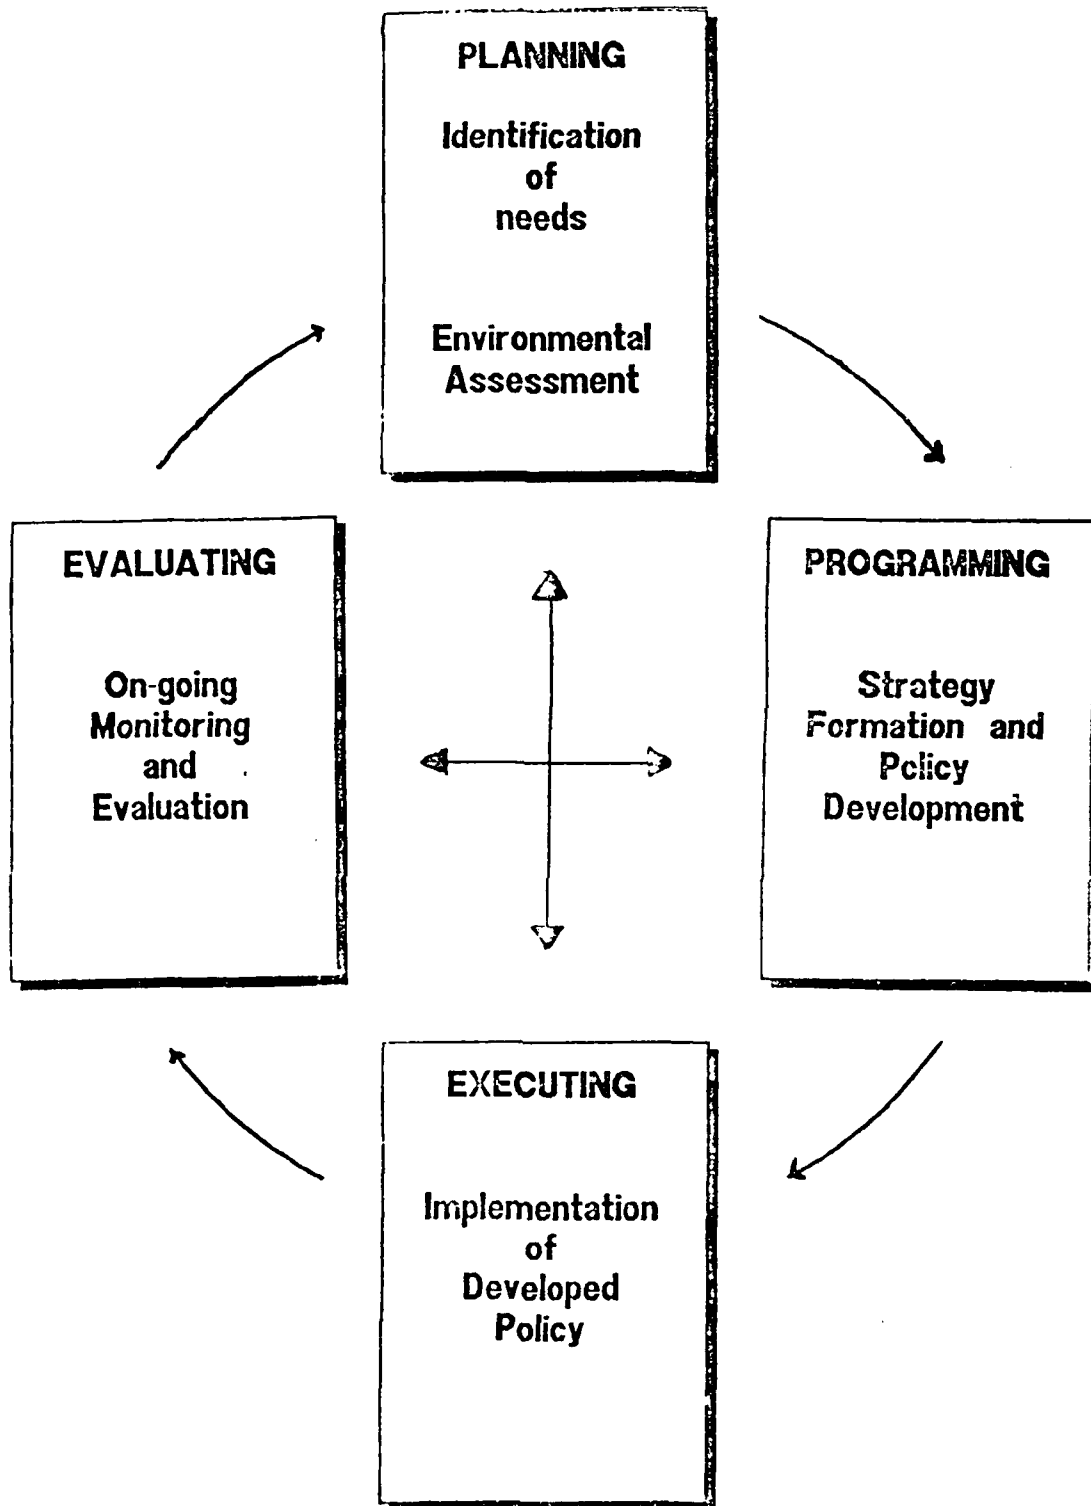 PLANNING
Identification
of
needs
Environmental
Assessment
EVALUATING
On-going
Monitoring
and
Evaluation
PROGRAMMING
Strategy
Formation and
Policy
Development
EXECUTING
Implementation
of
Developed
Policy